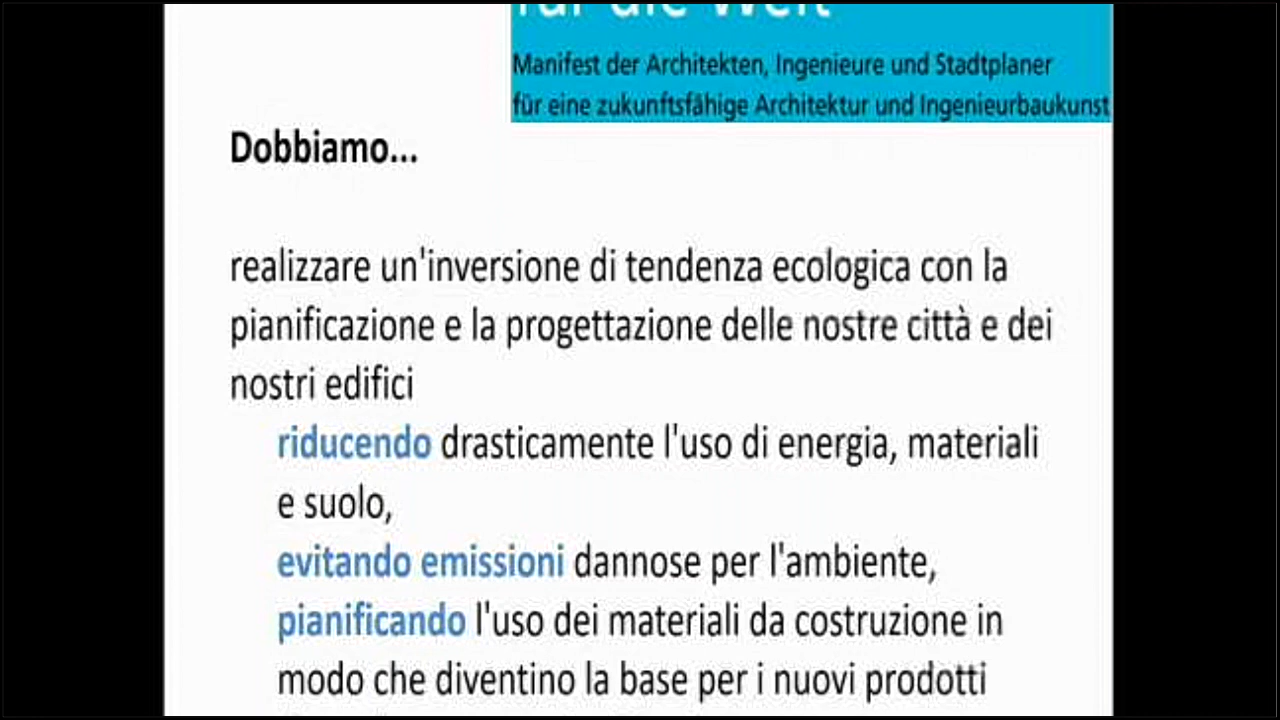 für die Welt
Manifest der Architekten, Ingenieure und Stadtplaner
für eine zukunftsfähige Architektur und Ingenieurbaukunst
Dobbiamo...
realizzare un'inversione di tendenza ecologica con la
pianificazione e la progettazione delle nostre città e dei
nostri edifici
riducendo drasticamente l'uso di energia, materiali
e suolo,
evitando emissioni dannose per l'ambiente,
pianificando l'uso dei materiali da costruzione in
modo che diventino la base per i nuovi prodotti